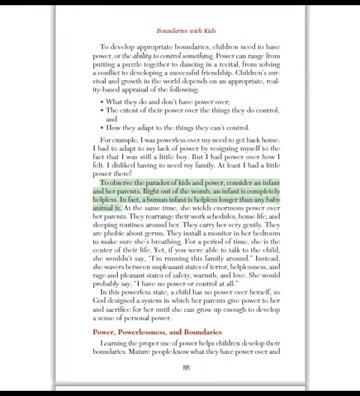 Boundaries with Kids
To develop appropriate boundaries, children need to have
power, or the ability to control something. Power can range from
putting a puzzle together to dancing in a recital, from solving
a conflict to developing a successful friendship. Children's sur-
vival and growth in the world depends on an appropriate, real-
ity-based appraisal of the following:
• What they do and don't have power over;
• The extent of their power over the things they do control;
and
• How they adapt to the things they can't control.
For example, I was powerless over my need to get back home.
I had to adapt to my lack of power by resigning myself to the
fact that I was still a little boy. But I had power over how I
felt. I disliked having to need my family. At least I had a little
power there!
To observe the paradox of kids and power, consider an infant
and her parents. Right out of the womb, an infant is completely
helpless. In fact, a human infant is helpless longer than any baby
animal is. At the same time, she wields enormous power over
her parents. They rearrange their work schedules, home life, and
sleeping routines around her. They carry her very gently. They
are phobic about germs. They install a monitor in her bedroom
to make sure she's breathing. For a period of time, she is the
center of their life. Yet, if you were able to talk to the child,
she wouldn't say, "I'm running this family around." Instead,
she wavers between unpleasant states of terror, helplessness, and
rage and pleasant states of safety, warmth, and love. She would
probably say, "I have no power or control at all."
In this powerless state, a child has no power over herself, so
God designed a system in which her parents give power to her
and sacrifice for her until she can grow up enough to develop
a sense of personal power.
Power, Powerlessness, and Boundaries
Learning the proper use of power helps children develop their
boundaries. Mature people know what they have power over and
88